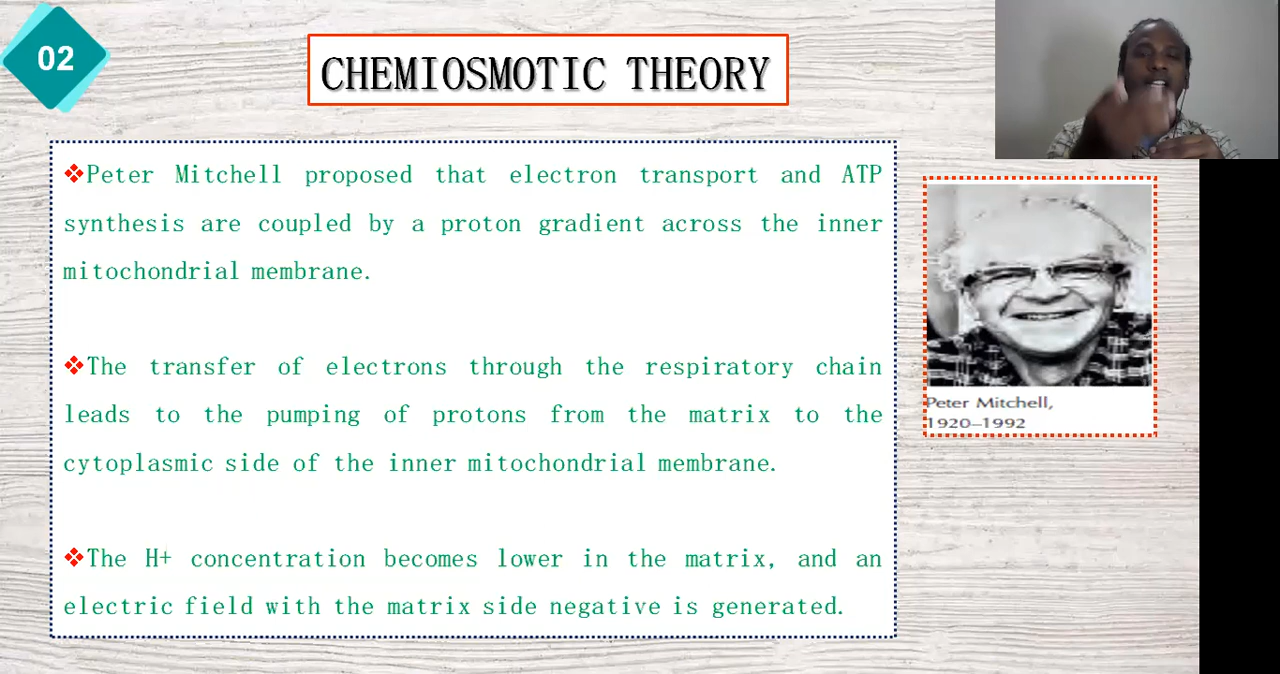 02
CHEMIOSMOTIC THEORY
❖Peter Mitchell proposed that electron transport and ATP
synthesis are coupled by a proton gradient across the inner
mitochondrial membrane.
❖The transfer of electrons through the respiratory chain
leads to the pumping of protons from the matrix to the
cytoplasmic side of the inner mitochondrial membrane.
❖The H+ concentration becomes lower in the matrix, and an
electric field with the matrix side negative is generated.
Peter Mitchell,
1920–1992